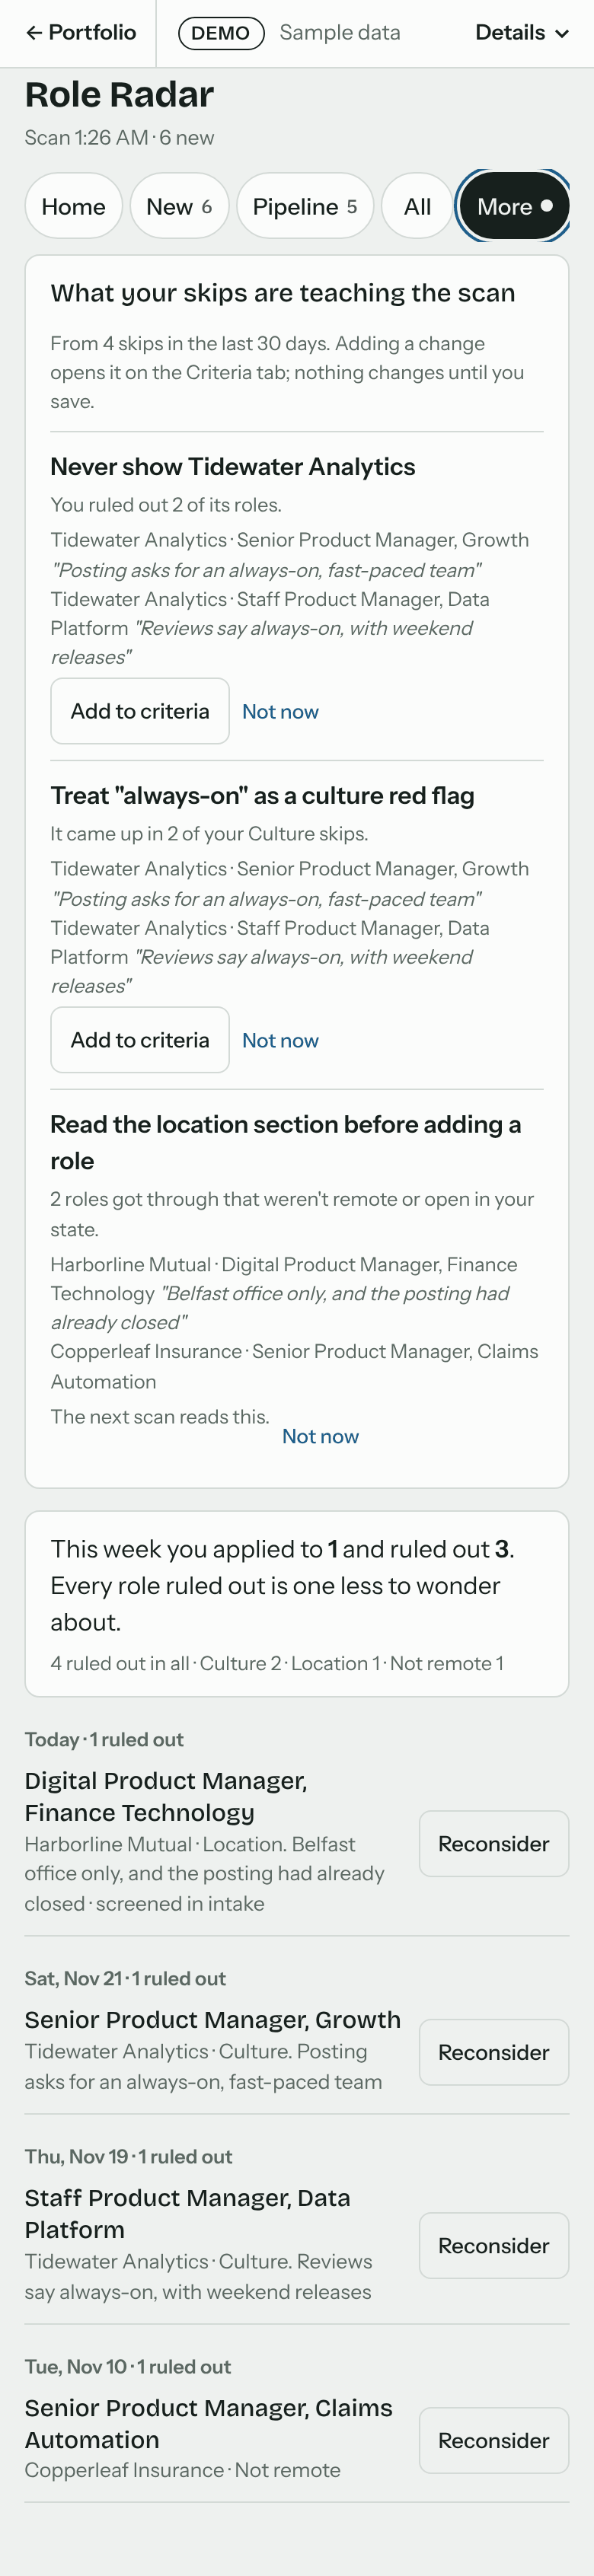 ← Portfolio
DEMO
Sample data
Details
Role Radar
Scan 1:26 AM · 6 new
Home
New 6
Pipeline 5
All
More
What your skips are teaching the scan
From 4 skips in the last 30 days. Adding a change
opens it on the Criteria tab; nothing changes until you
save.
Never show Tidewater Analytics
You ruled out 2 of its roles.
Tidewater Analytics · Senior Product Manager, Growth
"Posting asks for an always-on, fast-paced team"
Tidewater Analytics · Staff Product Manager, Data
Platform "Reviews say always-on, with weekend
releases"
Add to criteria
Not now
Treat "always-on" as a culture red flag
It came up in 2 of your Culture skips.
Tidewater Analytics · Senior Product Manager, Growth
"Posting asks for an always-on, fast-paced team"
Tidewater Analytics · Staff Product Manager, Data
Platform "Reviews say always-on, with weekend
releases"
Add to criteria
Not now
Read the location section before adding a
role
2 roles got through that weren't remote or open in your
state.
Harborline Mutual · Digital Product Manager, Finance
Technology "Belfast office only, and the posting had
already closed"
Copperleaf Insurance · Senior Product Manager, Claims
Automation
The next scan reads this.
Not now
This week you applied to 1 and ruled out 3.
Every role ruled out is one less to wonder
about.
4 ruled out in all · Culture 2 · Location 1 · Not remote 1
Today · 1 ruled out
Digital Product Manager,
Finance Technology
Harborline Mutual · Location. Belfast
office only, and the posting had already
closed · screened in intake
Reconsider
Sat, Nov 21 · 1 ruled out
Senior Product Manager, Growth
Tidewater Analytics · Culture. Posting
asks for an always-on, fast-paced team
Reconsider
Thu, Nov 19 · 1 ruled out
Staff Product Manager, Data
Platform
Tidewater Analytics · Culture. Reviews
say always-on, with weekend releases
Reconsider
Tue, Nov 10 · 1 ruled out
Senior Product Manager, Claims
Automation
Copperleaf Insurance · Not remote
Reconsider